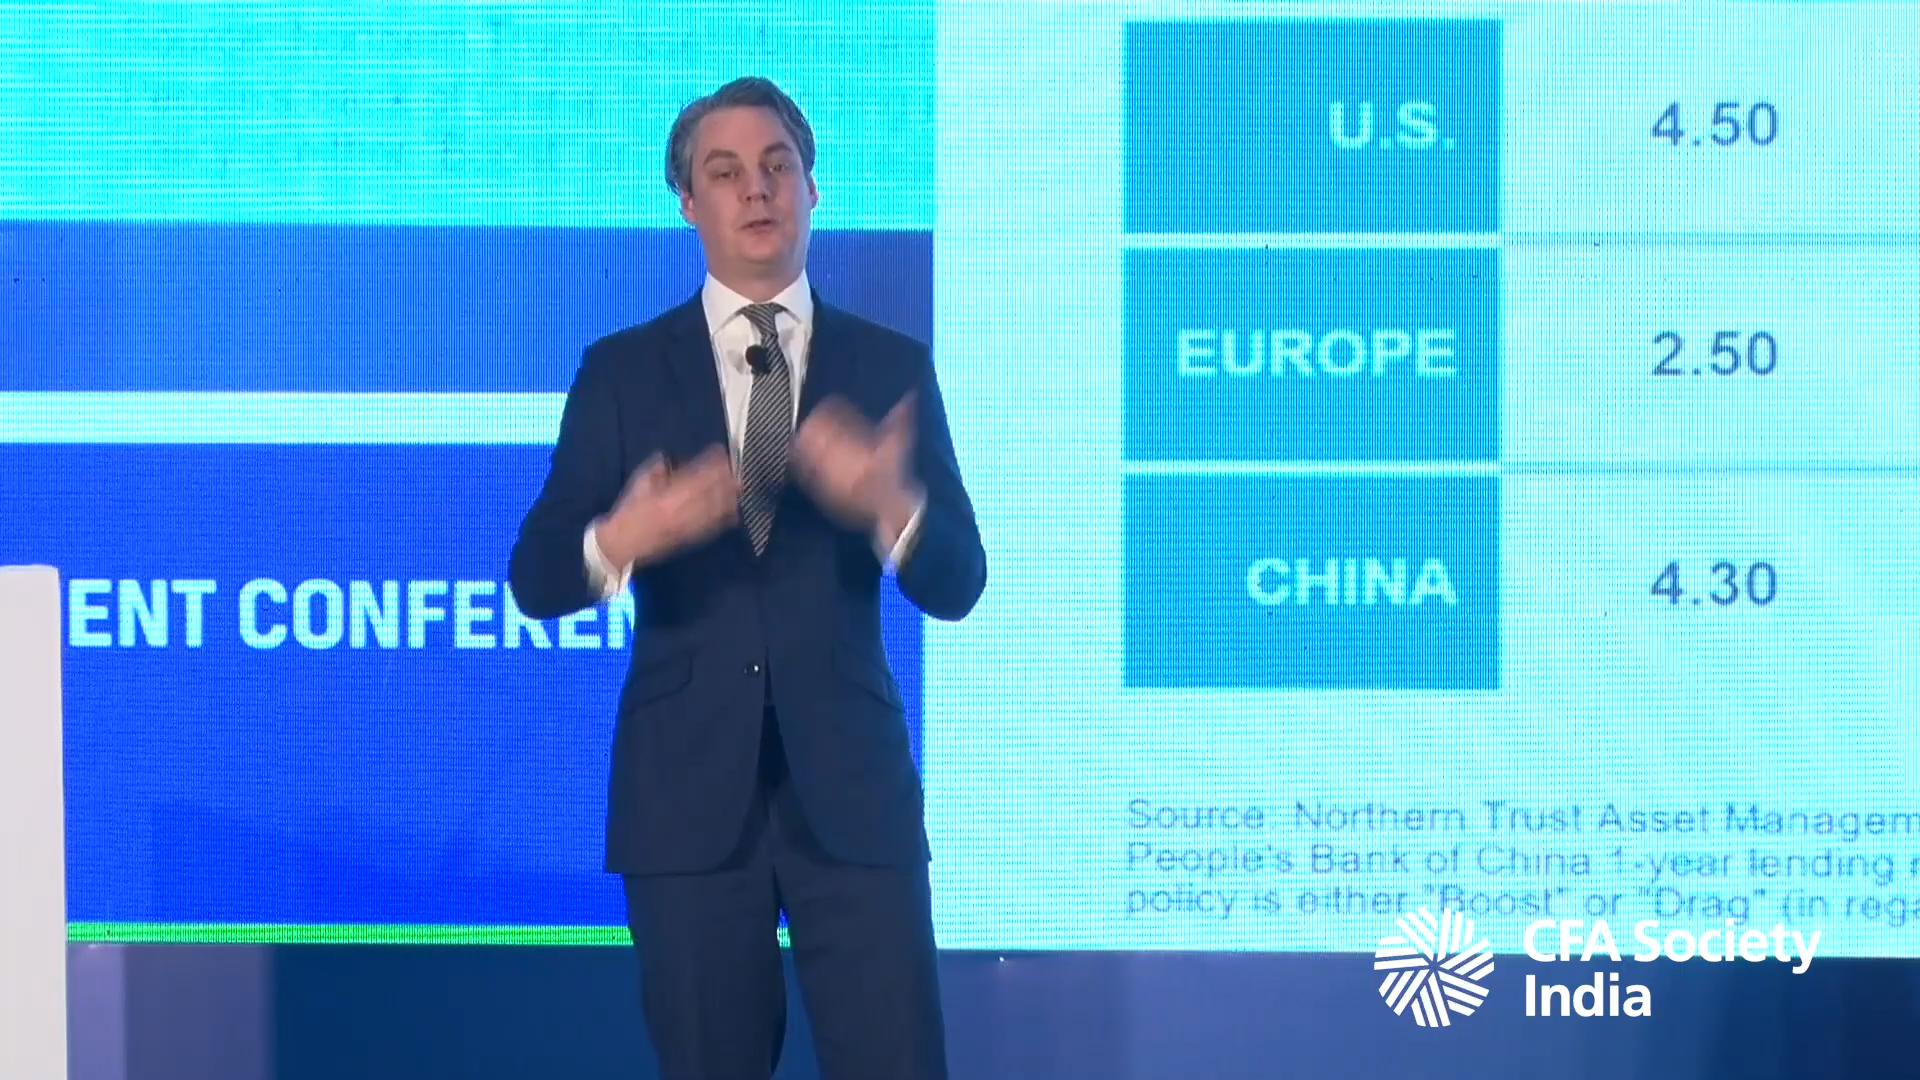 U.S. 4.50
EUROPE 2.50
CHINA 4.30
ENT CONFEREN
Source: Northern Trust Asset Managem
People's Bank of China 1-year lending r
policy is either "Boost" or "Drag" (in rega
CFA Society
India